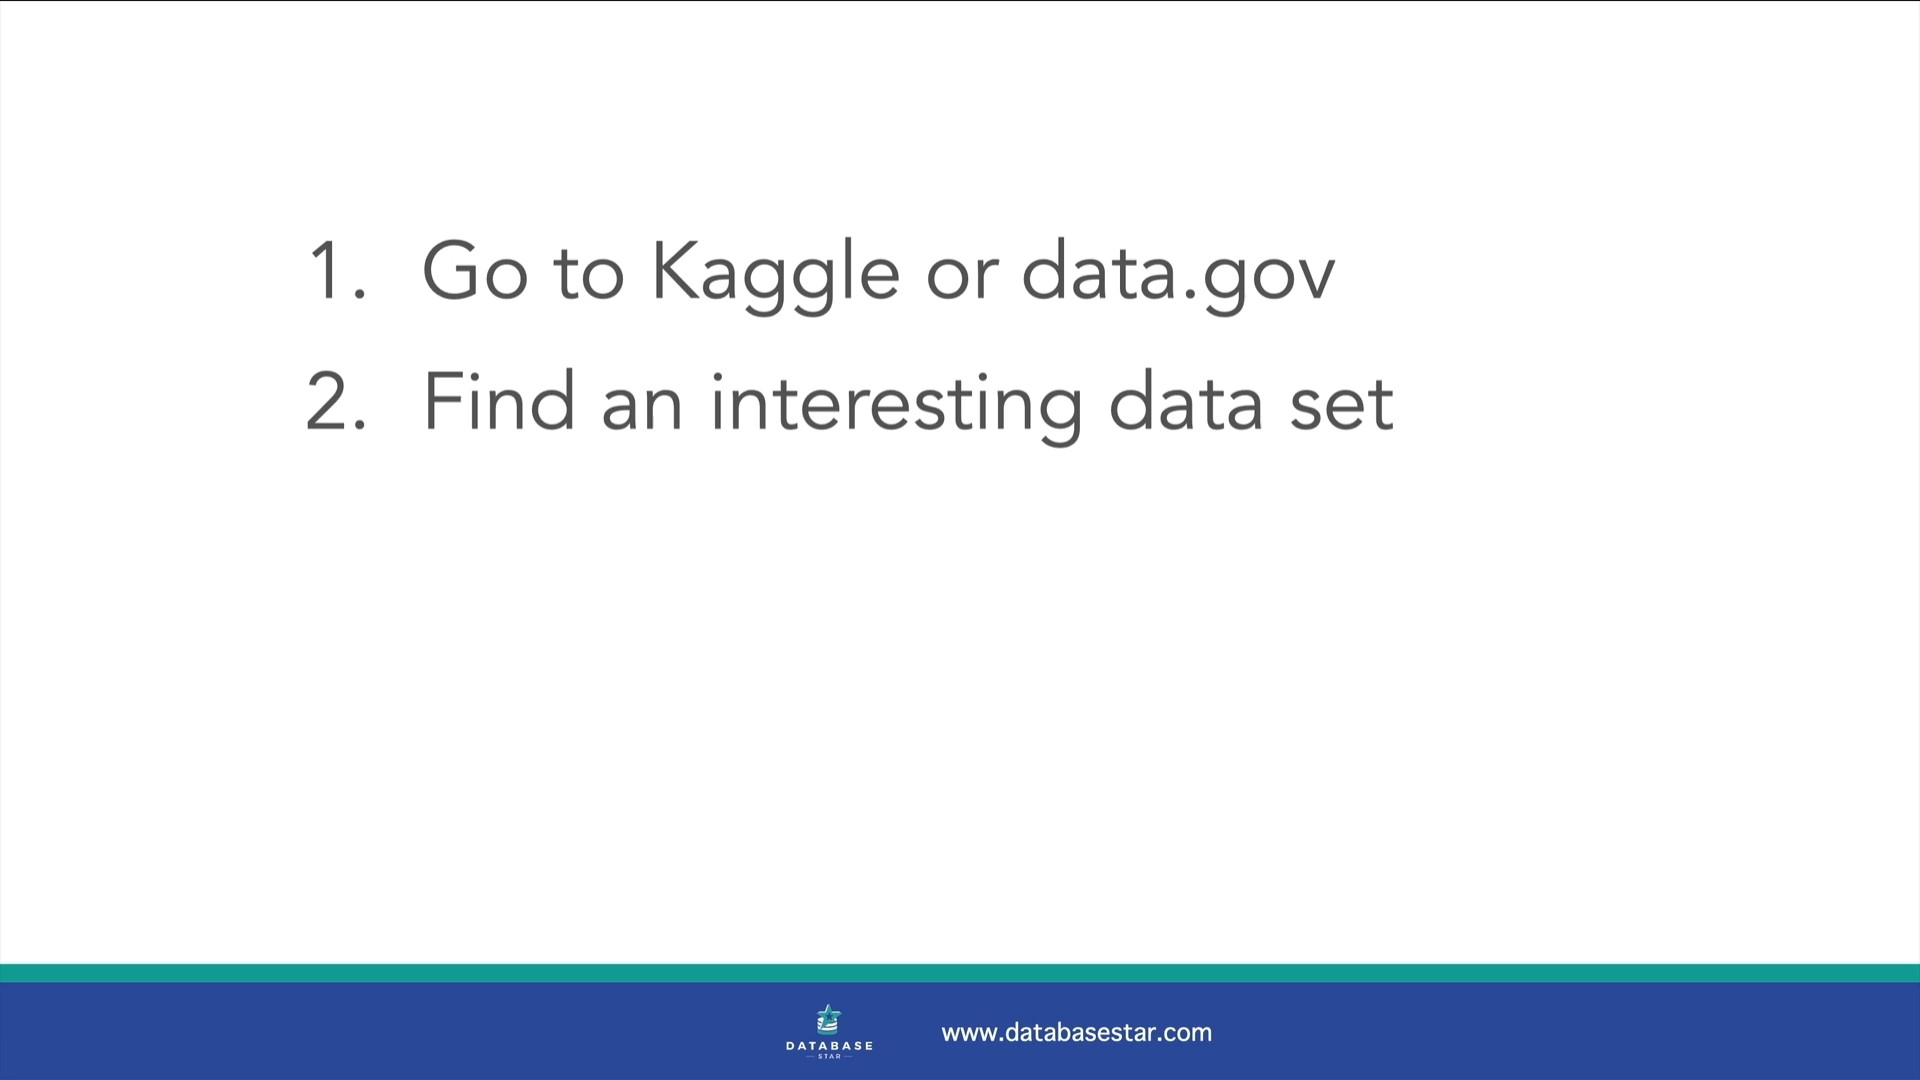 1. Go to Kaggle or data.gov
2. Find an interesting data set
DATABASE
STAR
www.databasestar.com